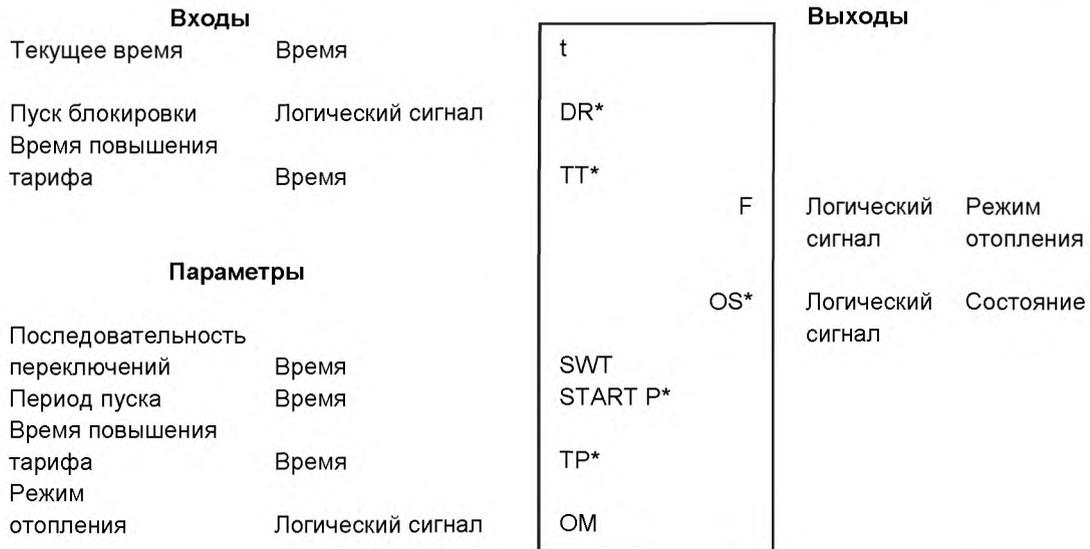 Входы
Выходы
Текущее время Время t
Пуск блокировки Логический сигнал DR*
Время повышения
тарифа Время TT*
F Логический Режим
сигнал отопления
Параметры
OS* Логический Состояние
сигнал
Последовательность
переключений Время SWT
Период пуска Время START P*
Время повышения
тарифа Время TP*
Режим
отопления Логический сигнал OM